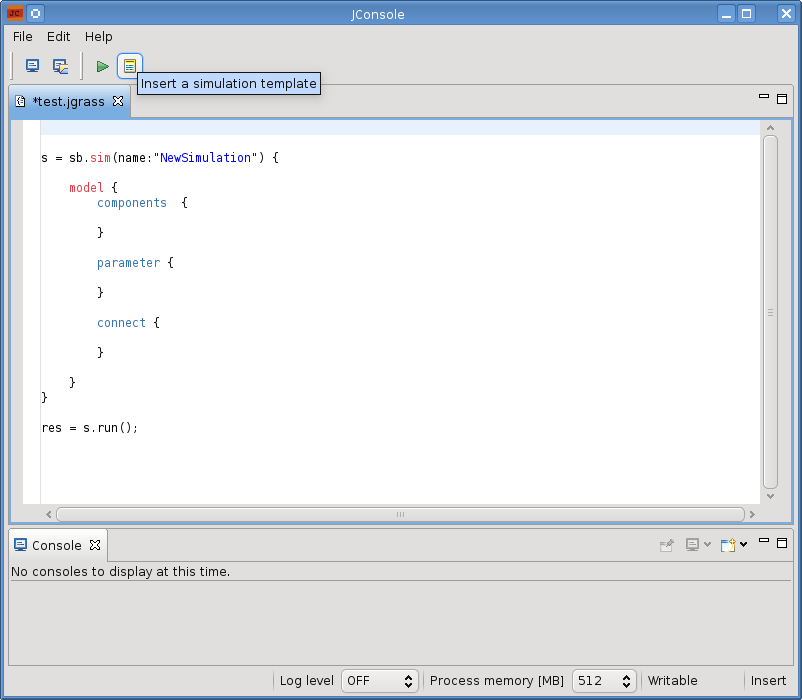 JC
JConsole
File Edit Help
Insert a simulation template
*test.jgrass
s = sb.sim(name:"NewSimulation") {
model {
components {
}
parameter {
}
connect {
}
}
}
res = s.run();
Console
No consoles to display at this time.
Log level OFF Process memory [MB] 512 Writable Insert